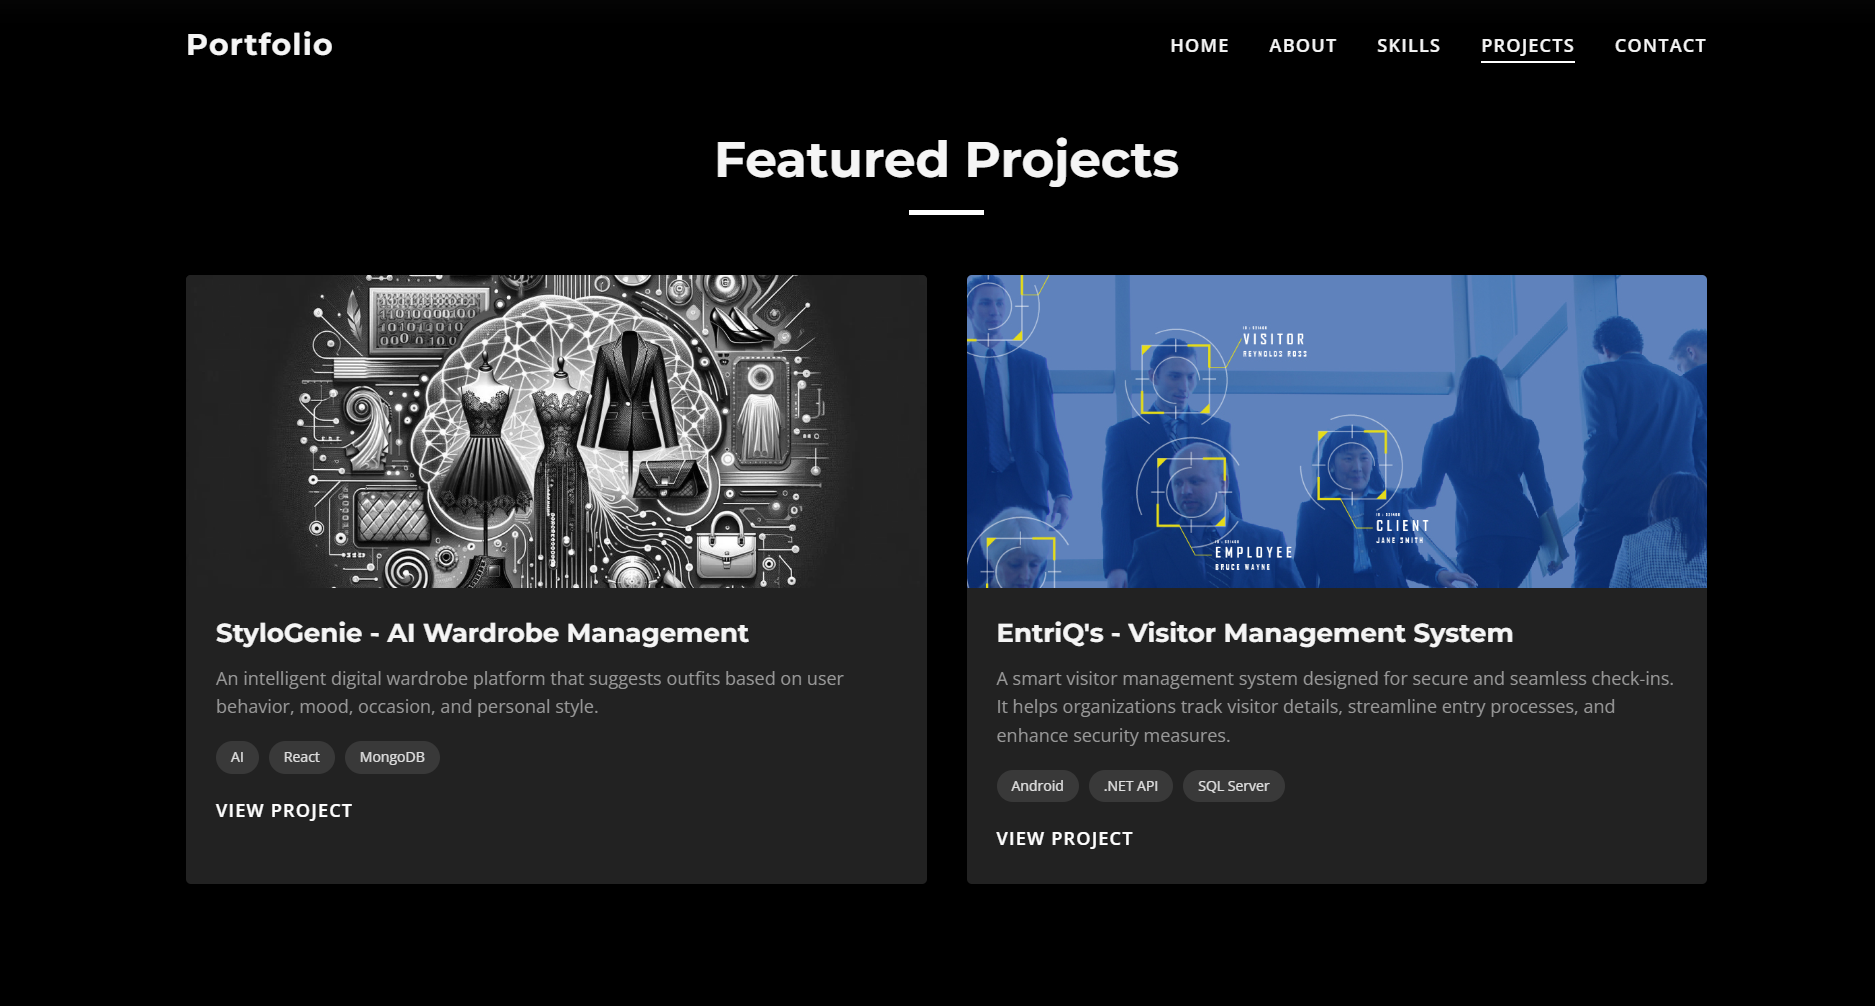 Portfolio
HOME ABOUT SKILLS PROJECTS CONTACT
Featured Projects
VISITOR
REYNOLDS ROSS
CLIENT
JANE SMITH
EMPLOYEE
BRUCE WAYNE
StyloGenie - AI Wardrobe Management
An intelligent digital wardrobe platform that suggests outfits based on user
behavior, mood, occasion, and personal style.
AI React MongoDB
VIEW PROJECT
EntriQ's - Visitor Management System
A smart visitor management system designed for secure and seamless check-ins.
It helps organizations track visitor details, streamline entry processes, and
enhance security measures.
Android .NET API SQL Server
VIEW PROJECT